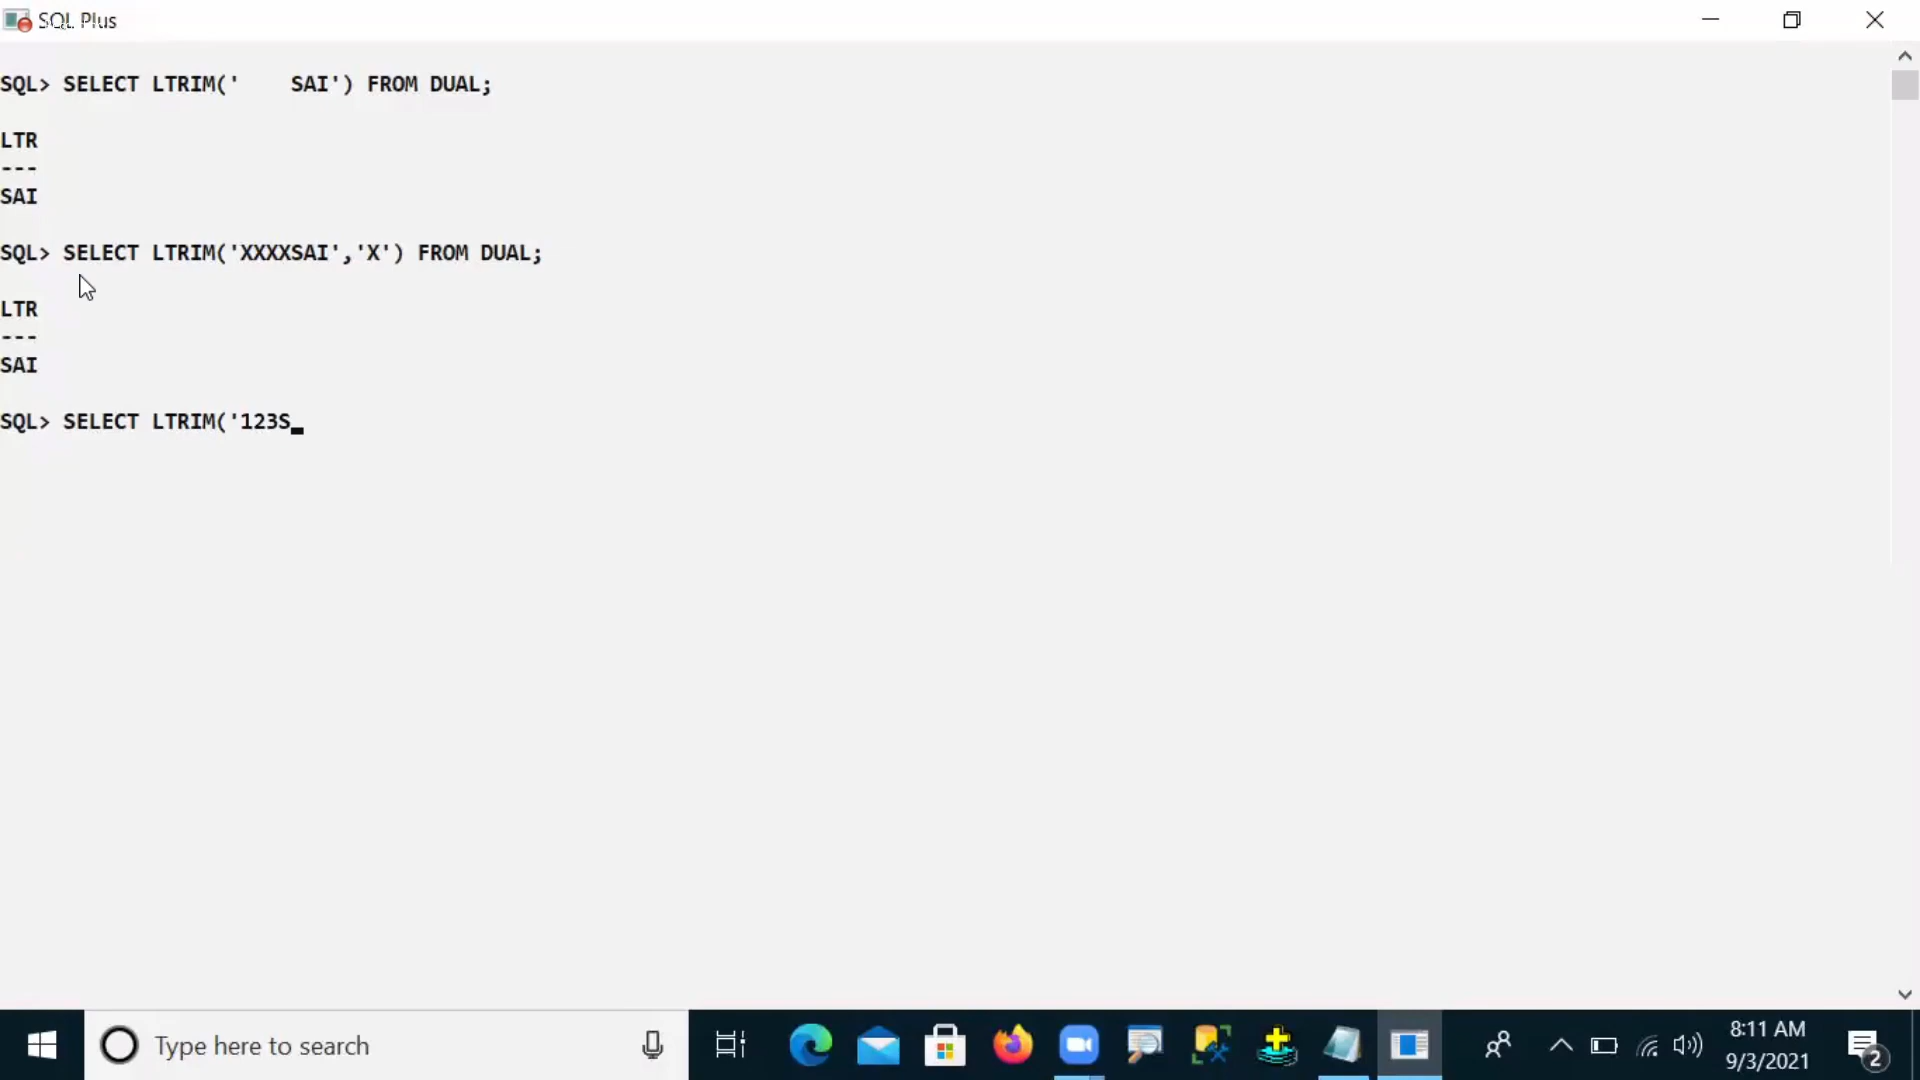 SQL Plus
SQL> SELECT LTRIM('    SAI') FROM DUAL;
LTR
---
SAI
SQL> SELECT LTRIM('XXXXSAI','X') FROM DUAL;
LTR
---
SAI
SQL> SELECT LTRIM('123S
Type here to search
8:11 AM
9/3/2021
2